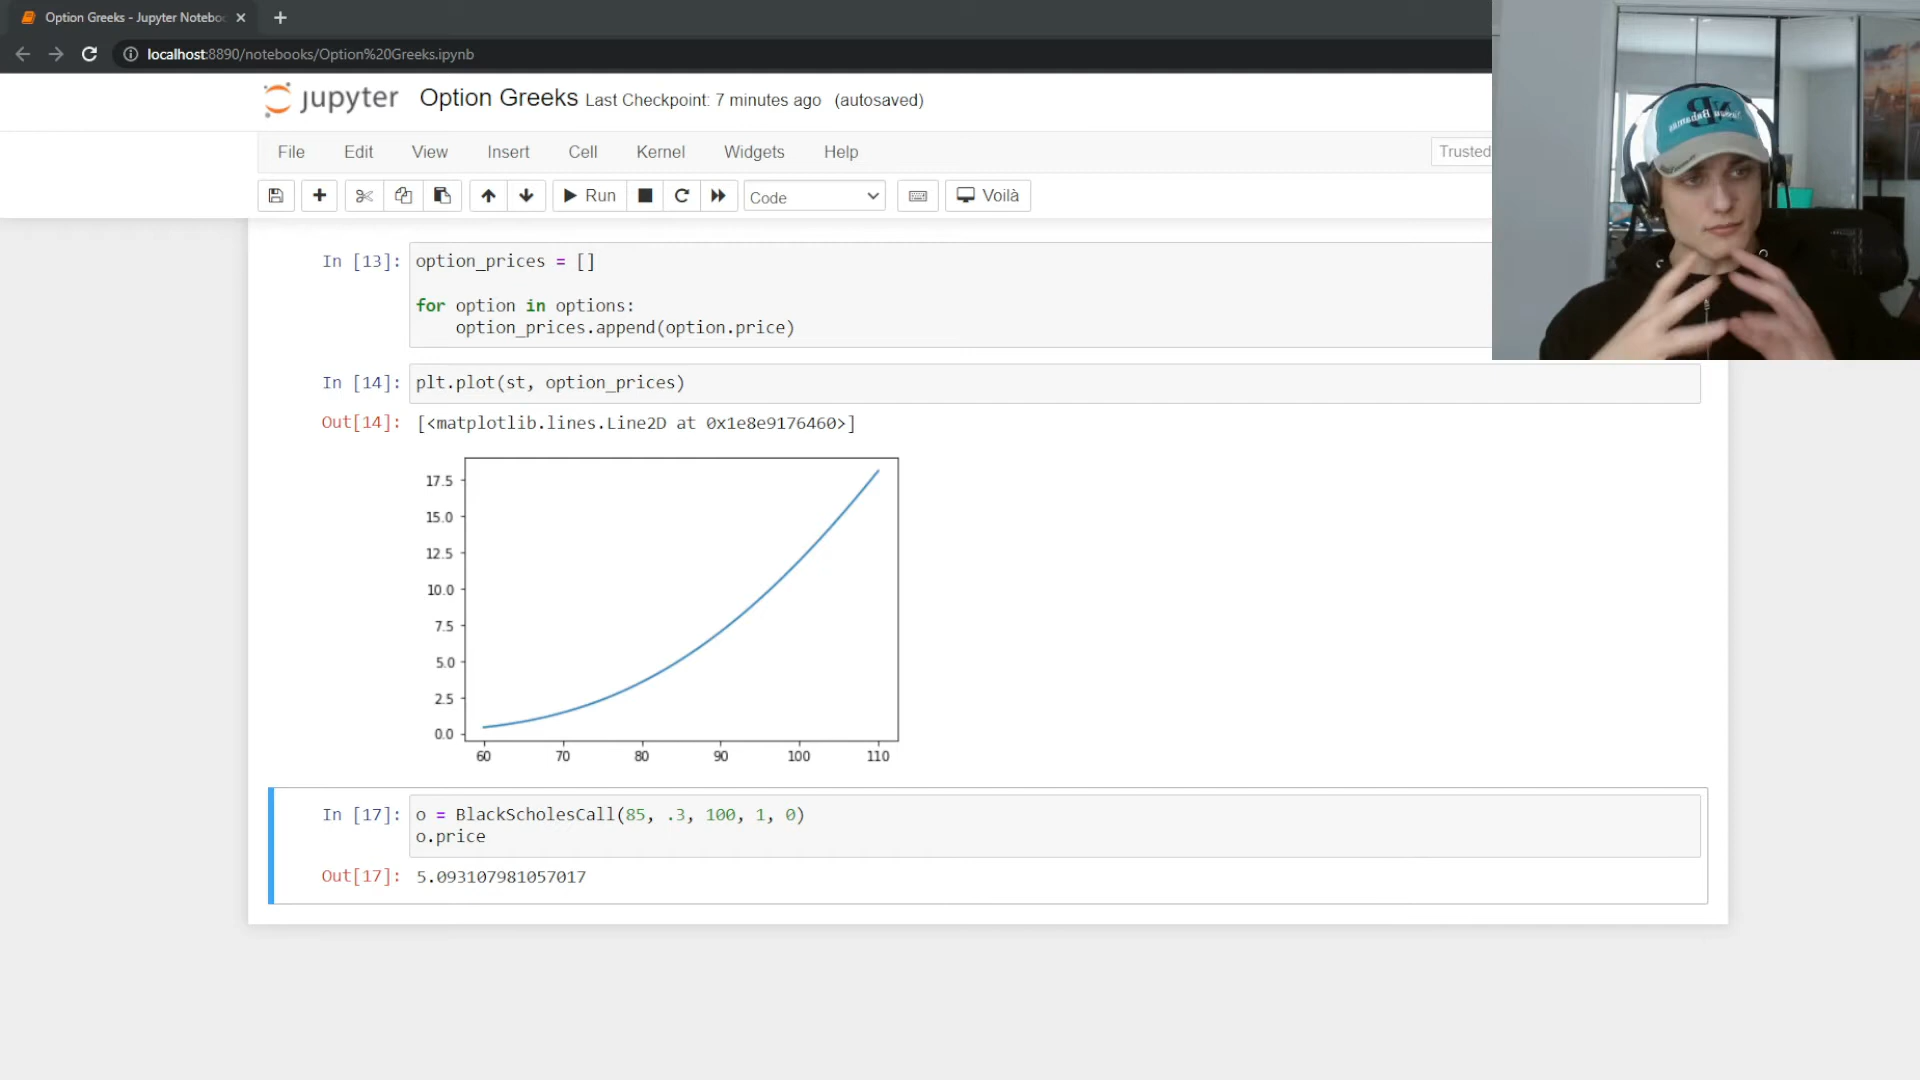 Option Greeks - Jupyter Noteboo
localhost:8890/notebooks/Option%20Greeks.ipynb
jupyter Option Greeks Last Checkpoint: 7 minutes ago (autosaved)
File Edit View Insert Cell Kernel Widgets Help Trusted
Run Code Voilà
In [13]: option_prices = []
for option in options:
option_prices.append(option.price)
In [14]: plt.plot(st, option_prices)
Out[14]: [<matplotlib.lines.Line2D at 0x1e8e9176460>]
17.5
15.0
12.5
10.0
7.5
5.0
2.5
0.0
60 70 80 90 100 110
In [17]: o = BlackScholesCall(85, .3, 100, 1, 0)
o.price
Out[17]: 5.093107981057017